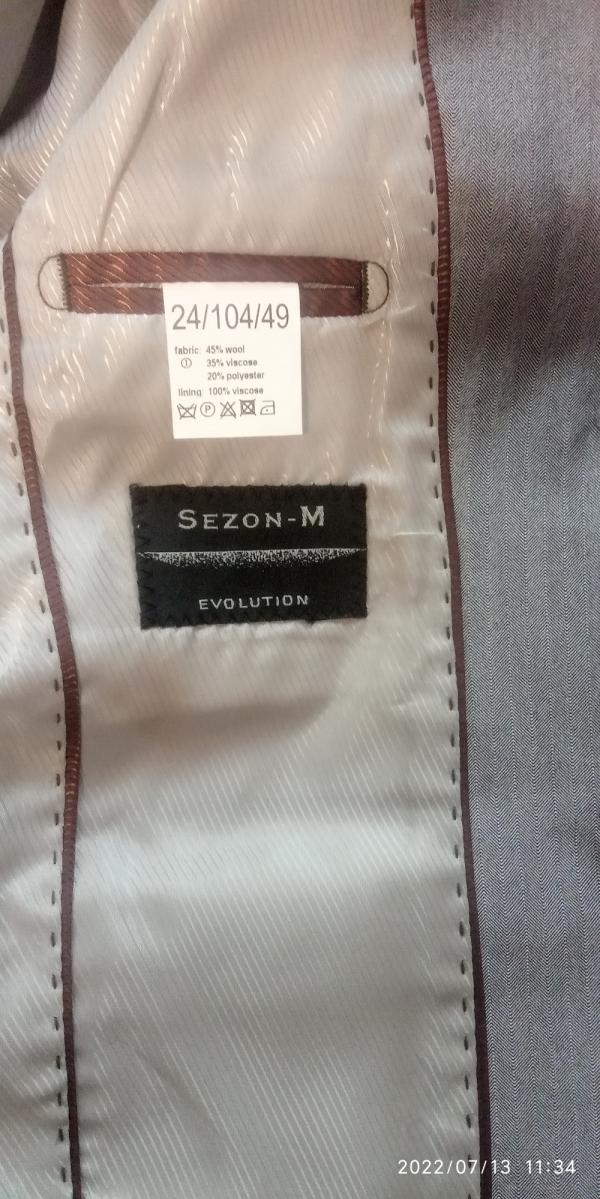 24/104/49
fabric: 45% wool
① 35% viscose
20% polyester
lining: 100% viscose
P
SEZON-M
EVOLUTION
2022/07/13 11:34